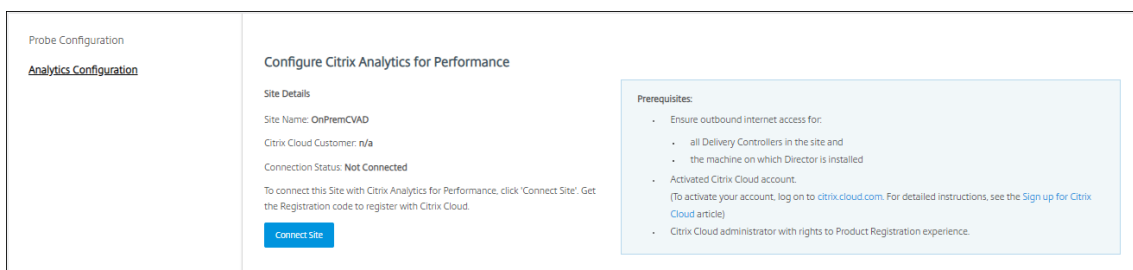 Probe Configuration
Analytics Configuration
Configure Citrix Analytics for Performance
Site Details
Site Name: OnPremCVAD
Citrix Cloud Customer: n/a
Connection Status: Not Connected
To connect this Site with Citrix Analytics for Performance, click 'Connect Site'. Get
the Registration code to register with Citrix Cloud.
Connect Site
Prerequisites:
• Ensure outbound internet access for:
• all Delivery Controllers in the site and
• the machine on which Director is installed
• Activated Citrix Cloud account.
(To activate your account, log on to citrix.cloud.com. For detailed instructions, see the Sign up for Citrix
Cloud article)
• Citrix Cloud administrator with rights to Product Registration experience.